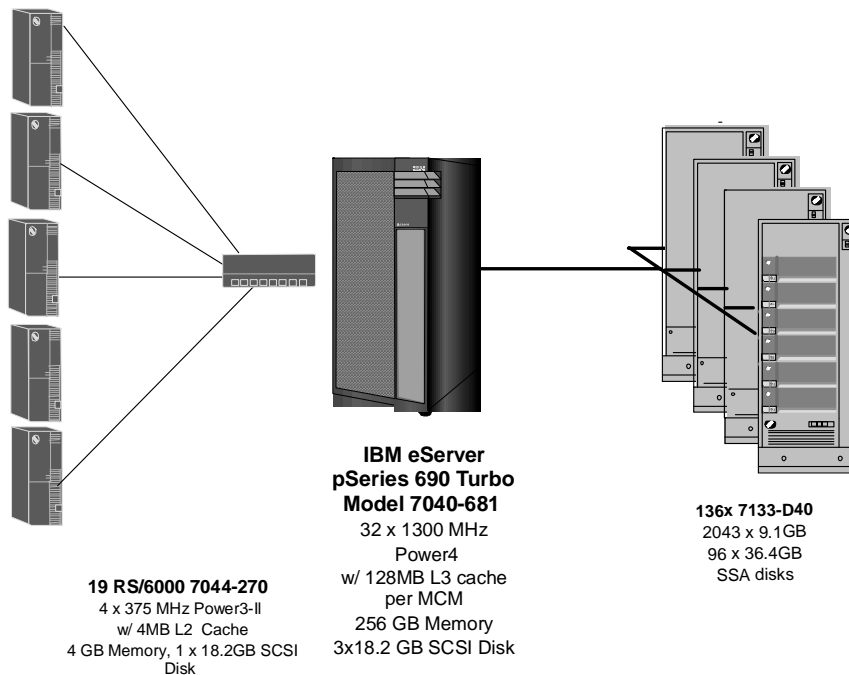 19 RS/6000 7044-270
4 x 375 MHz Power3-II
w/ 4MB L2 Cache
4 GB Memory, 1 x 18.2GB SCSI
Disk
IBM eServer
pSeries 690 Turbo
Model 7040-681
32 x 1300 MHz
Power4
w/ 128MB L3 cache
per MCM
256 GB Memory
3x18.2 GB SCSI Disk
136x 7133-D40
2043 x 9.1GB
96 x 36.4GB
SSA disks